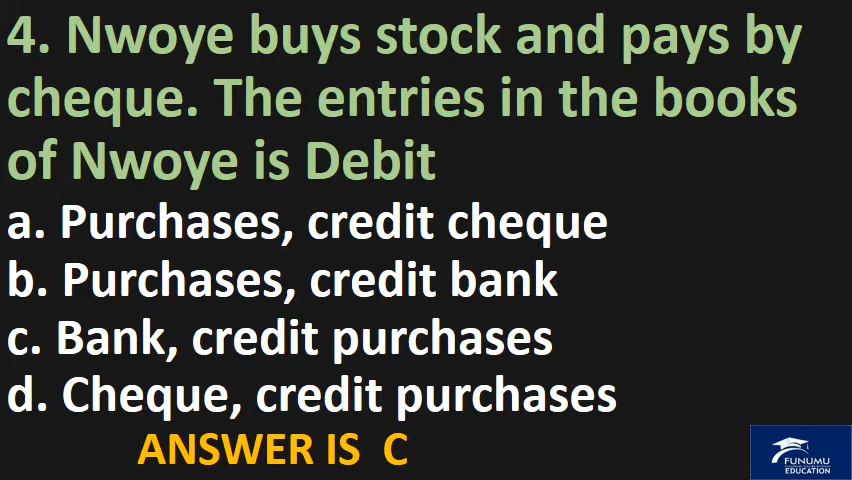 4. Nwoye buys stock and pays by
cheque. The entries in the books
of Nwoye is Debit
a. Purchases, credit cheque
b. Purchases, credit bank
c. Bank, credit purchases
d. Cheque, credit purchases
ANSWER IS C
FUNUMU
EDUCATION